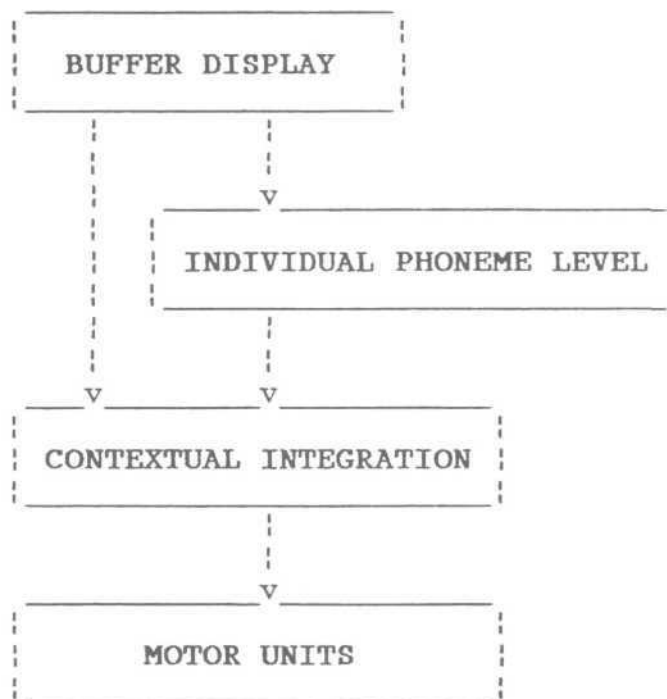 BUFFER DISPLAY
INDIVIDUAL PHONEME LEVEL
CONTEXTUAL INTEGRATION
MOTOR UNITS